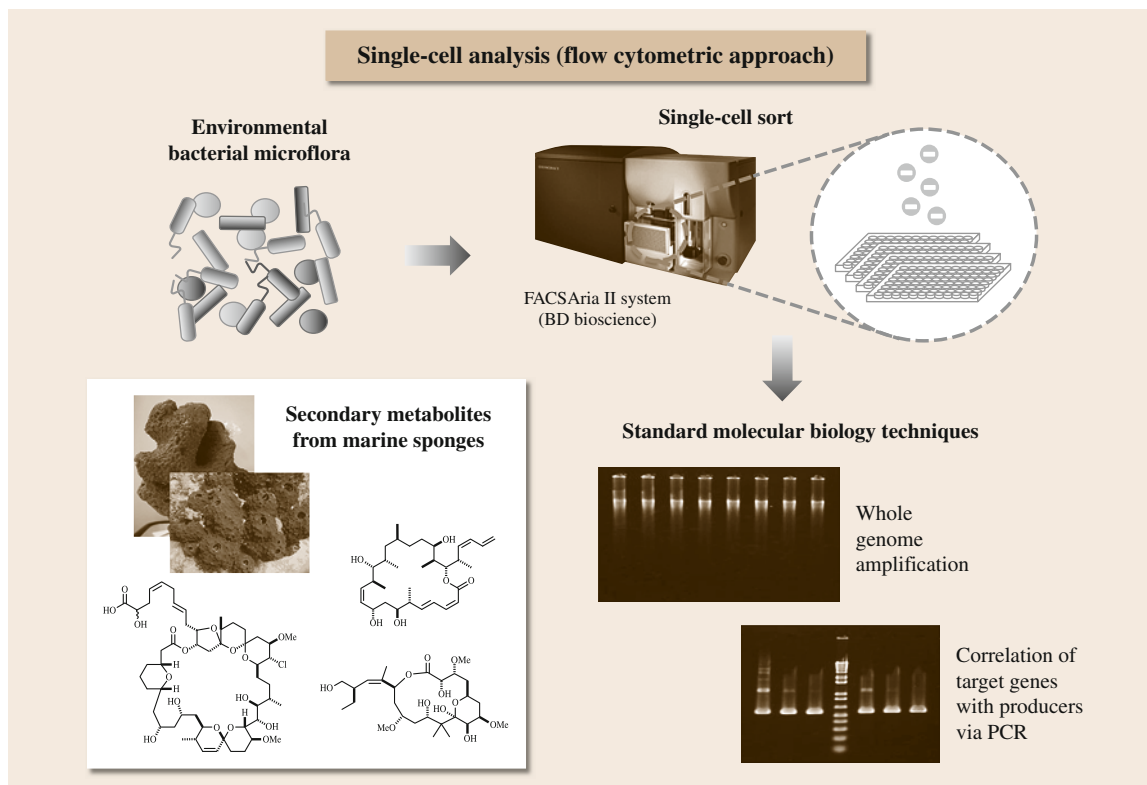 Single-cell analysis (flow cytometric approach)
Environmental
bacterial microflora
Single-cell sort
FACSAria II system
(BD bioscience)
Secondary metabolites
from marine sponges
Standard molecular biology techniques
Whole
genome
amplification
Correlation of
target genes
with producers
via PCR
OH
HO
O
O
OH
OH
O
HO
OH
O
O
O
O
OMe
Cl
O
H
O
H
HO
OH
HO
O
O
H
OH
O
OMe
HO
O
O
OMe
OH
O
HO
OMe
OH
OMe
OH